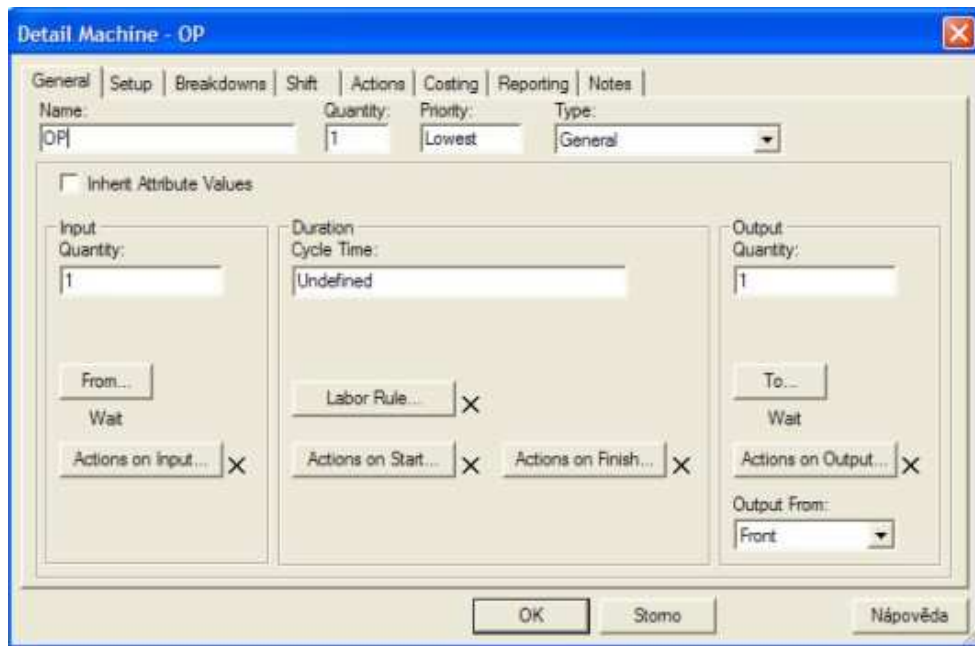 Detail Machine - OP
General Setup Breakdowns Shift Actions Costing Reporting Notes
Name: Quantity: Priority: Type:
OP 1 Lowest General
Inherit Attribute Values
Input Duration Output
Quantity: Cycle Time: Quantity:
1 Undefined 1
From... To...
Labor Rule...
Wait Wait
Actions on Input... Actions on Start... Actions on Finish... Actions on Output...
Output From:
Front
OK Storno Nápověda